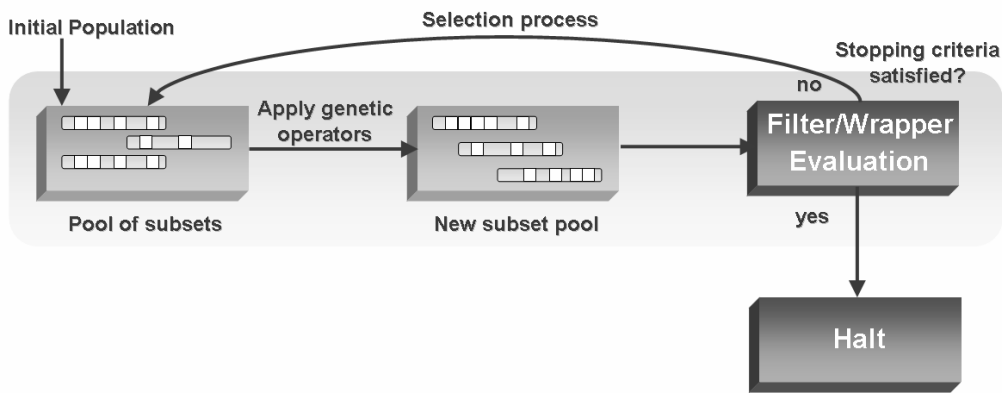 Selection process
Initial Population
Stopping criteria
satisfied?
no
Apply genetic
operators
Filter/Wrapper
Evaluation
Pool of subsets
New subset pool
yes
Halt